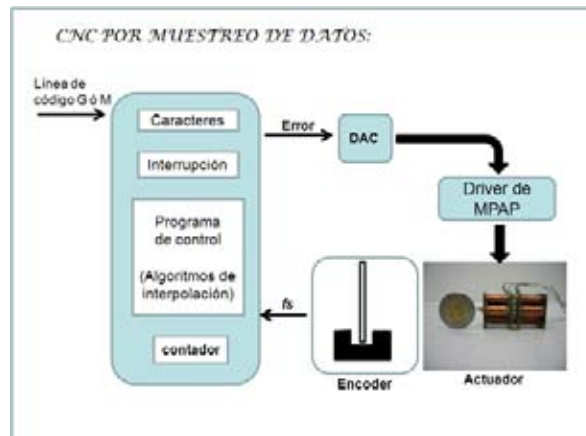 CNC POR MUESTREO DE DATOS:
Línea de
código G ó M
Caracteres
Error
DAC
Interrupción
Driver de
MPAP
Programa
de control
(Algoritmos de
interpolación)
fs
contador
Encoder
Actuador